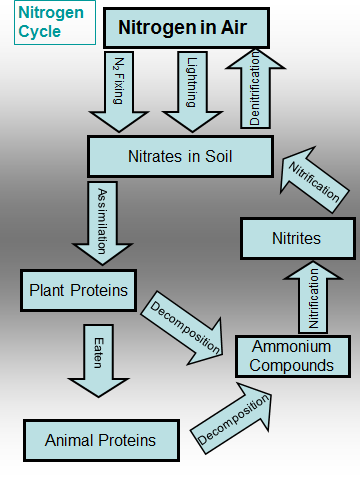 Nitrogen
Cycle
Nitrogen in Air
N₂ Fixing
Lightning
Denitrification
Nitrates in Soil
Assimilation
Nitrification
Nitrites
Plant Proteins
Decomposition
Nitrification
Eaten
Ammonium
Compounds
Animal Proteins
Decomposition